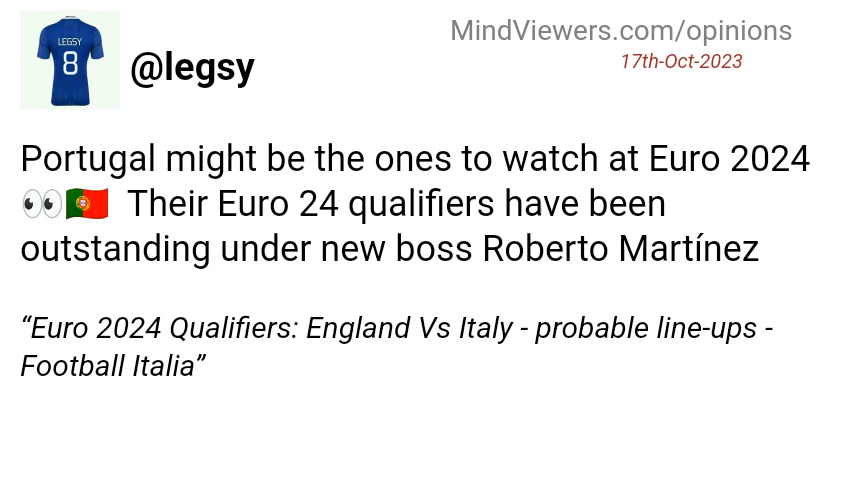 LEGSY
8
@legsy
MindViewers.com/opinions
17th-Oct-2023
Portugal might be the ones to watch at Euro 2024
👀🇵🇹 Their Euro 24 qualifiers have been
outstanding under new boss Roberto Martínez
“Euro 2024 Qualifiers: England Vs Italy - probable line-ups -
Football Italia”